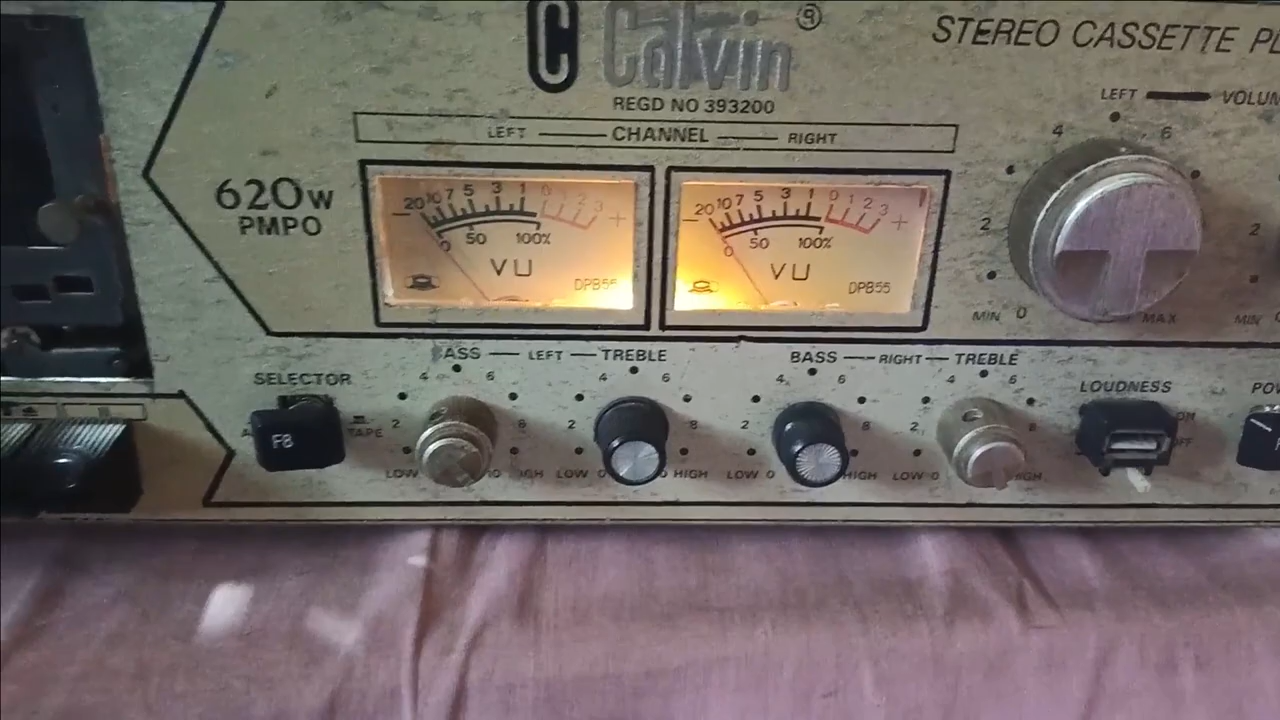 C Calvin ®
STEREO CASSETTE
REGD NO 393200
LEFT CHANNEL RIGHT
620W
PMPO
- 20 10 7 5 3 1 0 1 2 3 +
0 50 100%
VU
DPB55
- 20 10 7 5 3 1 0 1 2 3 +
0 50 100%
VU
DPB55
LEFT
4 6
2
MIN 0 MAX
2
MIN
SELECTOR
F8
TAPE
BASS LEFT TREBLE
4 6 4 6
2 8 2 8
LOW LOW 0 HIGH
BASS RIGHT TREBLE
4 6 4 6
2 8 2 8
LOW 0 HIGH LOW 0
LOUDNESS
ON
OFF